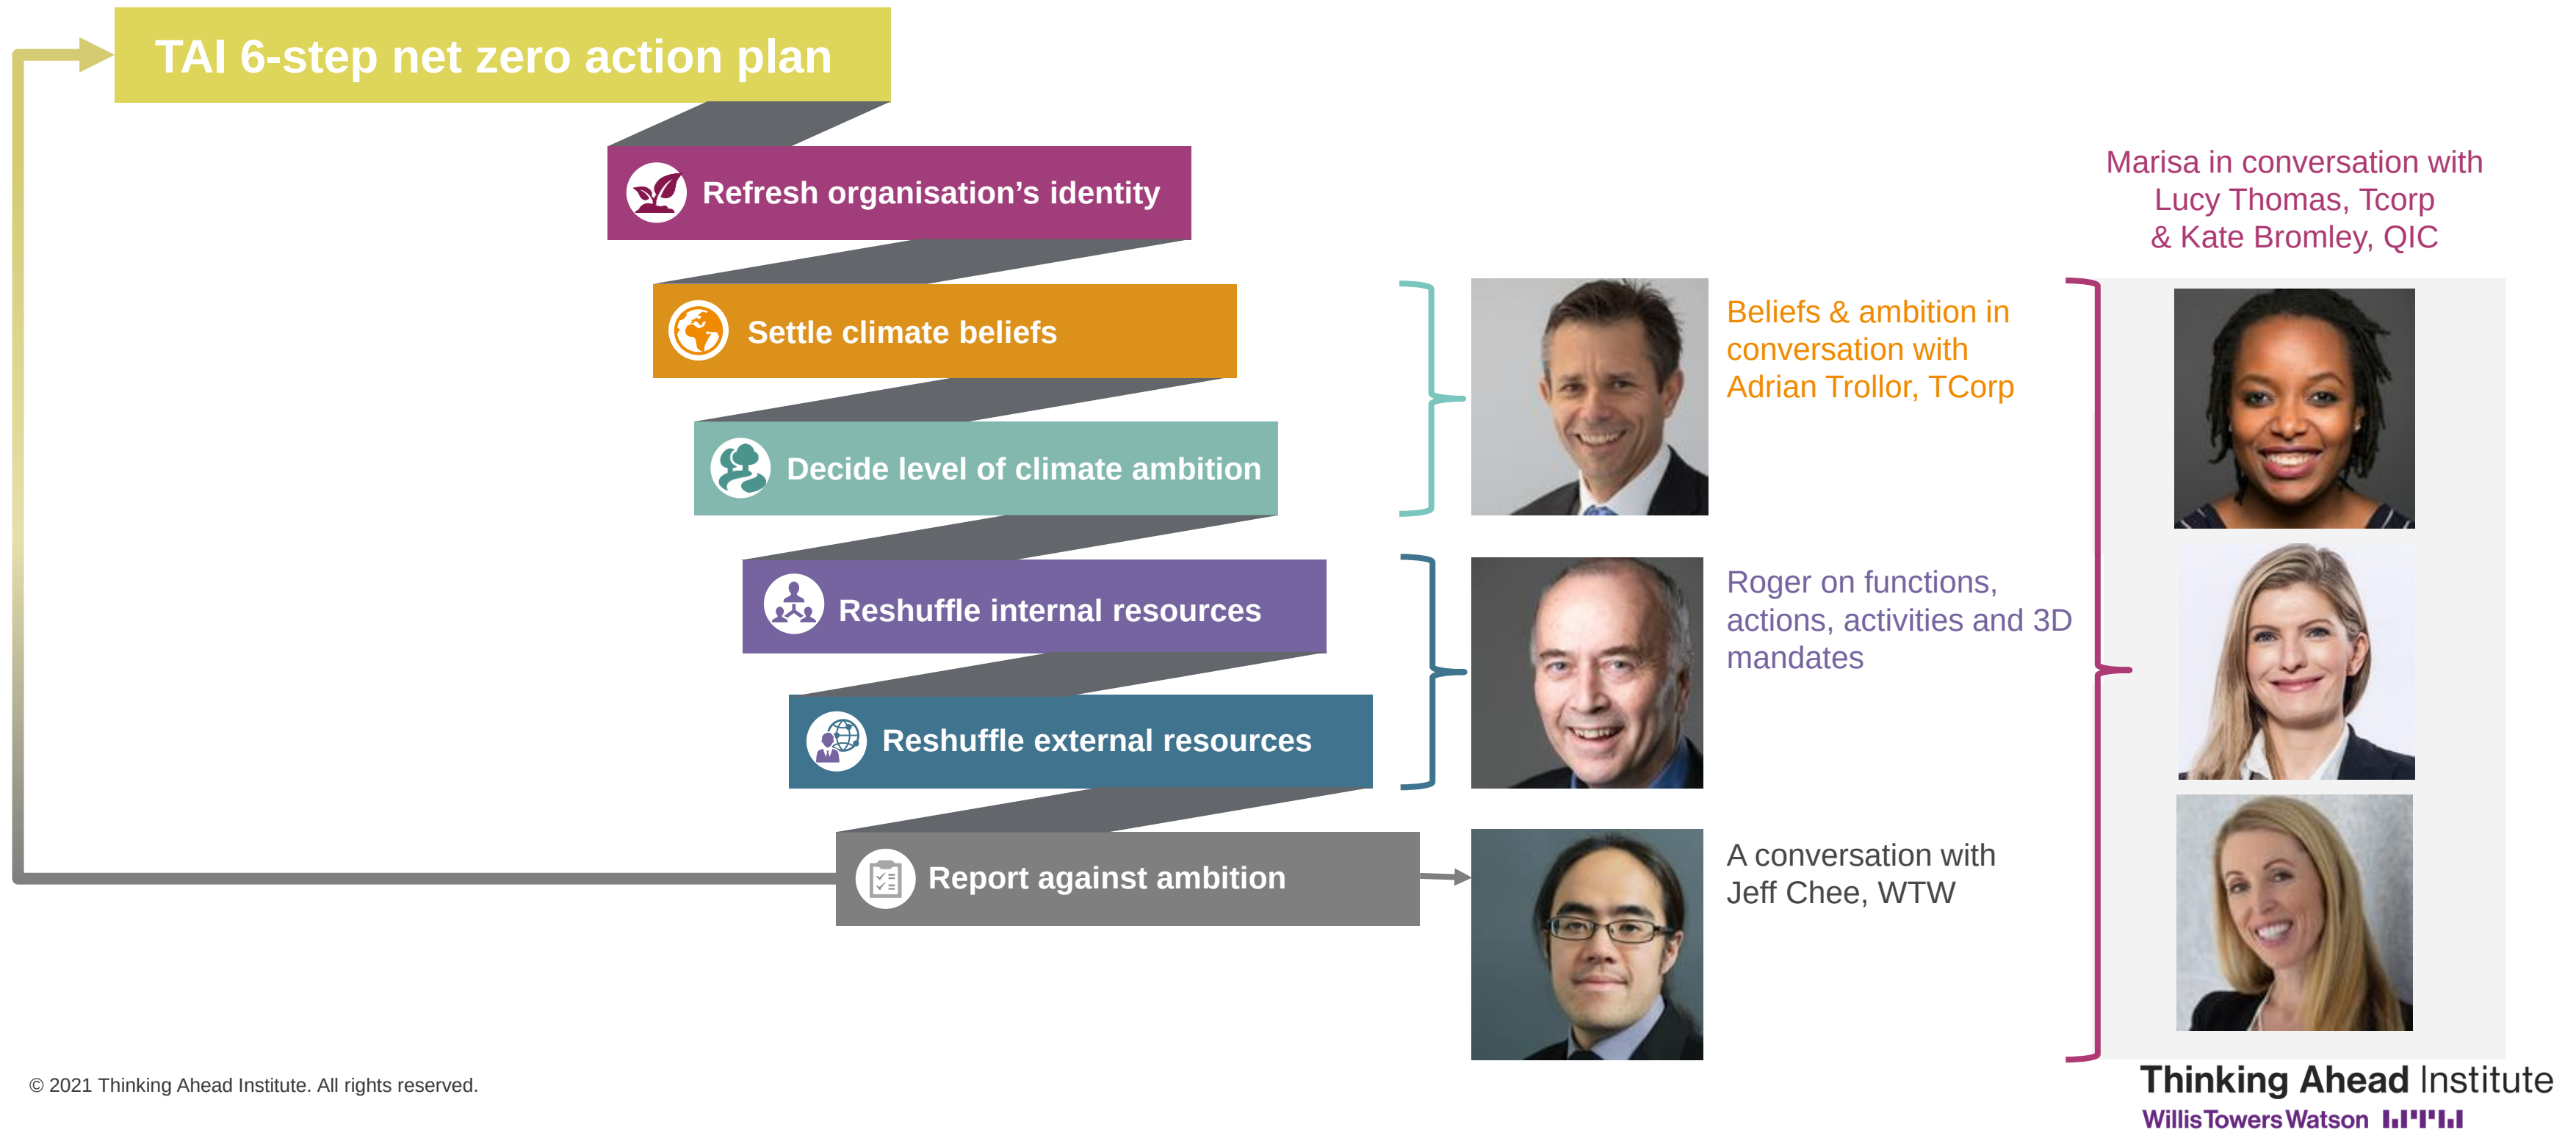 TAI 6-step net zero action plan
Refresh organisation’s identity
Settle climate beliefs
Decide level of climate ambition
Reshuffle internal resources
Reshuffle external resources
Report against ambition
Beliefs & ambition in
conversation with
Adrian Trollor, TCorp
Roger on functions,
actions, activities and 3D
mandates
A conversation with
Jeff Chee, WTW
Marisa in conversation with
Lucy Thomas, Tcorp
& Kate Bromley, QIC
© 2021 Thinking Ahead Institute. All rights reserved.
Thinking Ahead Institute
WillisTowersWatson